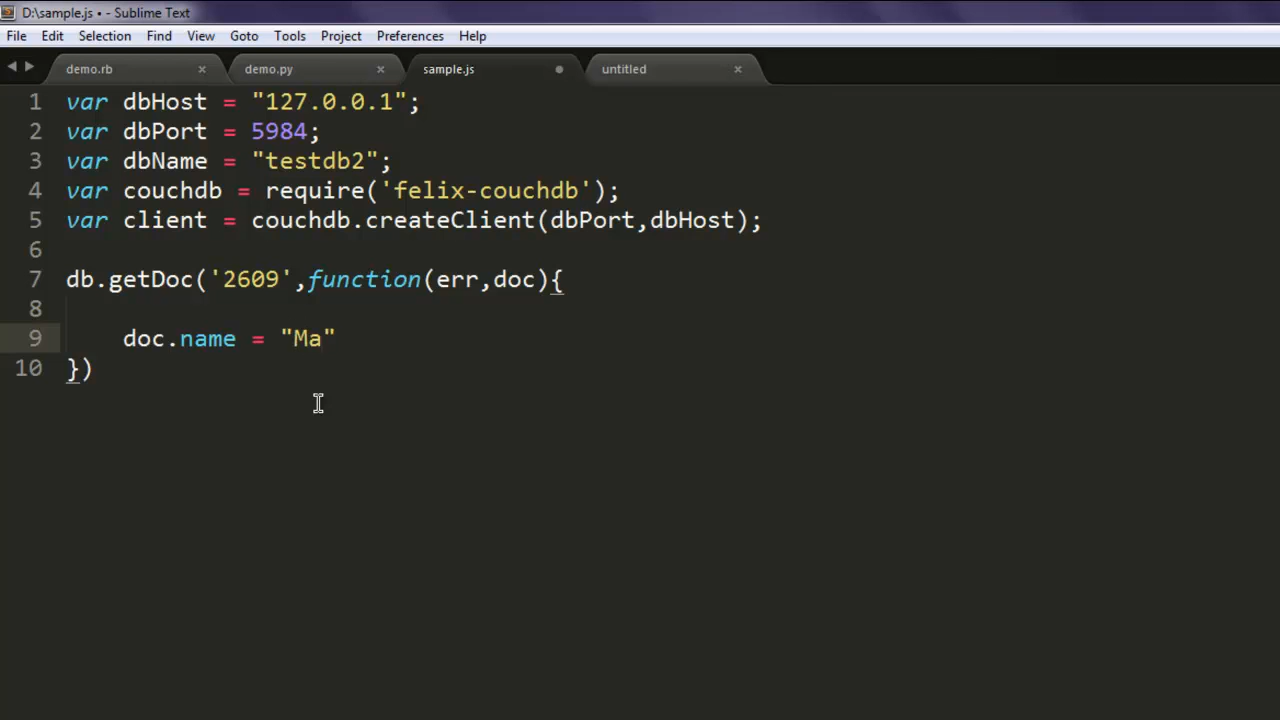 D:\sample.js • - Sublime Text
File Edit Selection Find View Goto Tools Project Preferences Help
demo.rb × demo.py × sample.js untitled ×
1 var dbHost = "127.0.0.1";
2 var dbPort = 5984;
3 var dbName = "testdb2";
4 var couchdb = require('felix-couchdb');
5 var client = couchdb.createClient(dbPort,dbHost);
6
7 db.getDoc('2609',function(err,doc){
8
9 doc.name = "Ma"
10 })